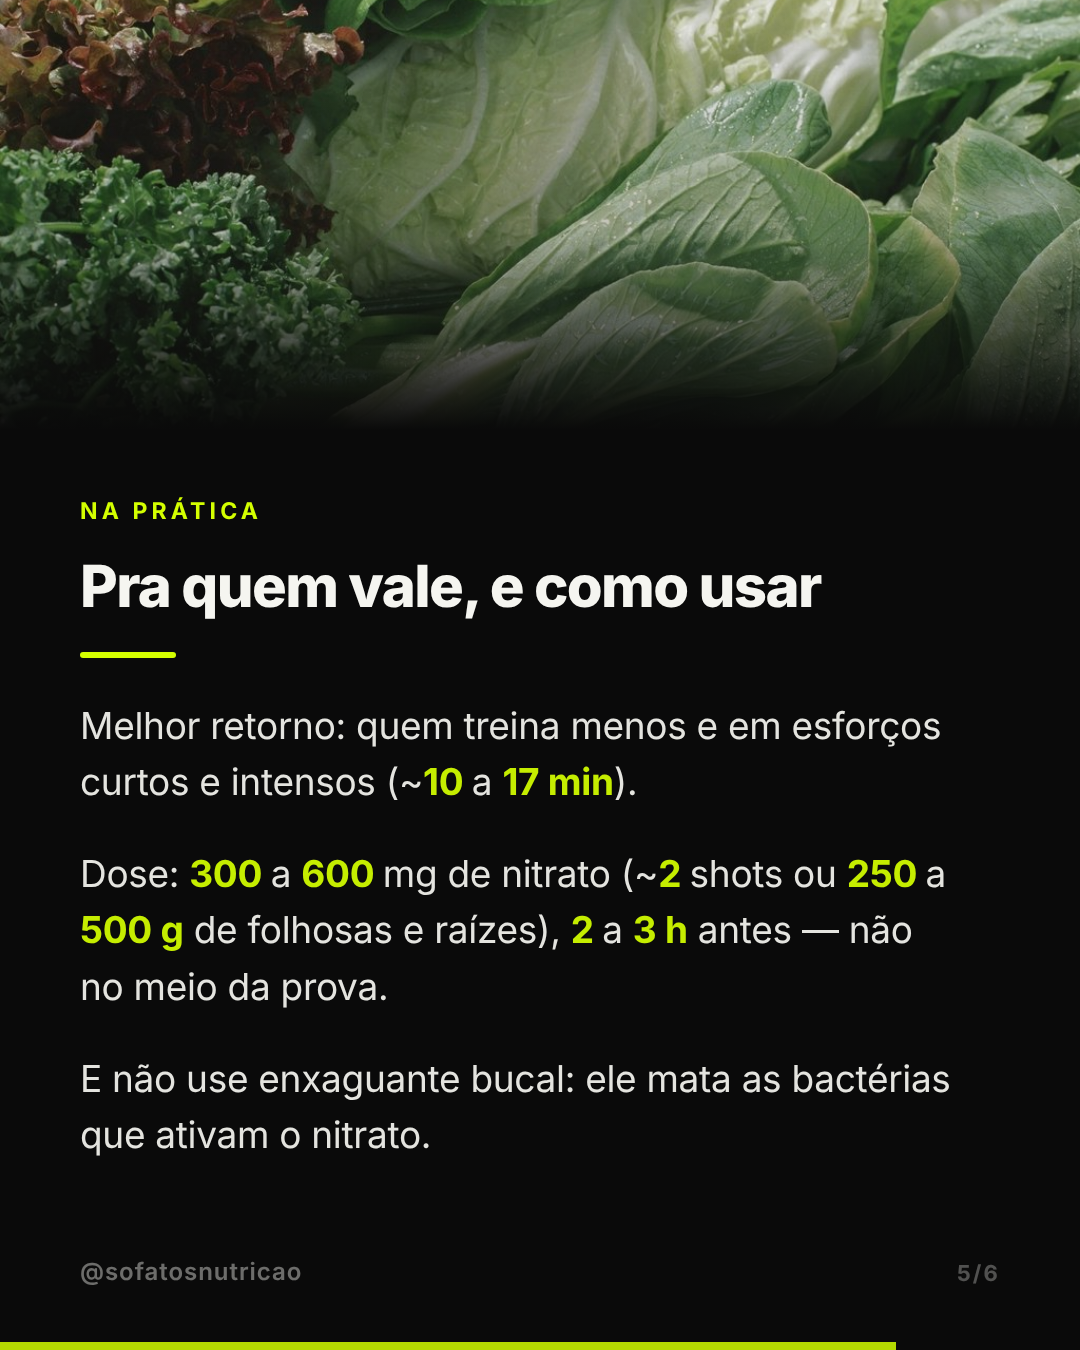 NA PRÁTICA
Pra quem vale, e como usar
Melhor retorno: quem treina menos e em esforços
curtos e intensos (~10 a 17 min).
Dose: 300 a 600 mg de nitrato (~2 shots ou 250 a
500 g de folhosas e raízes), 2 a 3 h antes — não
no meio da prova.
E não use enxaguante bucal: ele mata as bactérias
que ativam o nitrato.
@sofatosnutricao
5/6